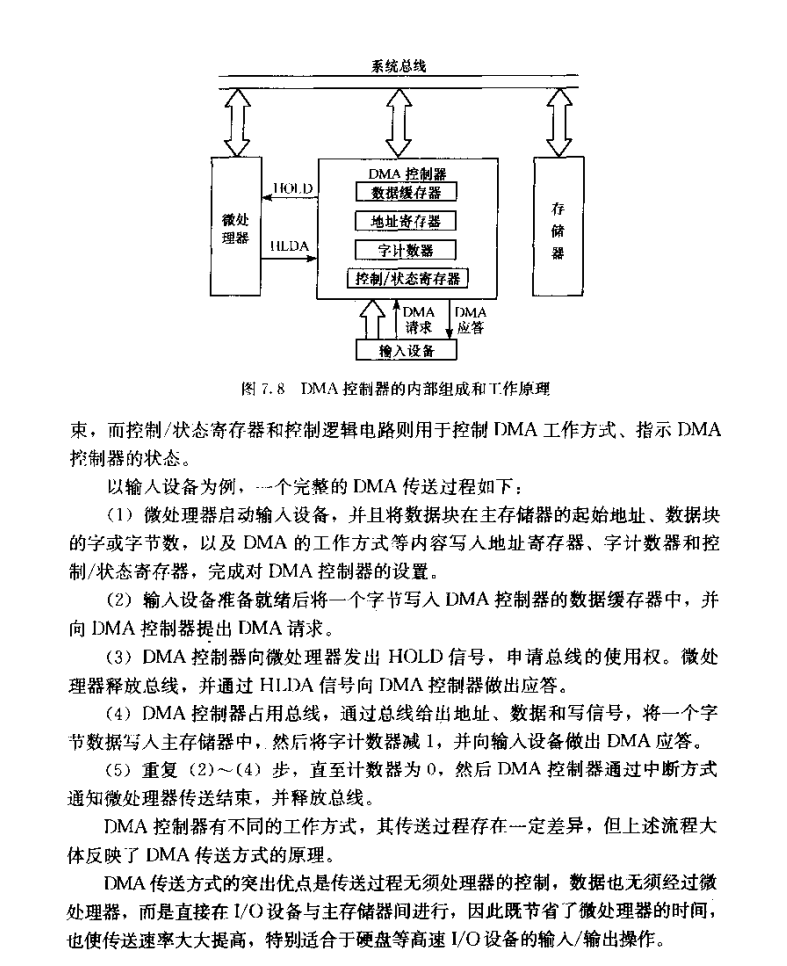 系统总线
DMA 控制器
数据缓存器
地址寄存器
字计数器
控制/状态寄存器
微处
理器
HOLD
HLDA
存
储
器
DMA
请求
DMA
应答
输入设备
图 7.8 DMA 控制器的内部组成和工作原理
束，而控制/状态寄存器和控制逻辑电路则用于控制 DMA 工作方式、指示 DMA
控制器的状态。
以输入设备为例，一个完整的 DMA 传送过程如下：
（1）微处理器启动输入设备，并且将数据块在主存储器的起始地址、数据块
的字或字节数，以及 DMA 的工作方式等内容写入地址寄存器、字计数器和控
制/状态寄存器，完成对 DMA 控制器的设置。
（2）输入设备准备就绪后将一个字节写入 DMA 控制器的数据缓存器中，并
向 DMA 控制器提出 DMA 请求。
（3）DMA 控制器向微处理器发出 HOLD 信号，申请总线的使用权。微处
理器释放总线，并通过 HLDA 信号向 DMA 控制器做出应答。
（4）DMA 控制器占用总线，通过总线给出地址、数据和写信号，将一个字
节数据写入主存储器中，然后将字计数器减 1，并向输入设备做出 DMA 应答。
（5）重复（2）～（4）步，直至计数器为 0，然后 DMA 控制器通过中断方式
通知微处理器传送结束，并释放总线。
DMA 控制器有不同的工作方式，其传送过程存在一定差异，但上述流程大
体反映了 DMA 传送方式的原理。
DMA 传送方式的突出优点是传送过程无须处理器的控制，数据也无须经过微
处理器，而是直接在 I/O 设备与主存储器间进行，因此既节省了微处理器的时间，
也使传送速率大大提高，特别适合于硬盘等高速 I/O 设备的输入/输出操作。